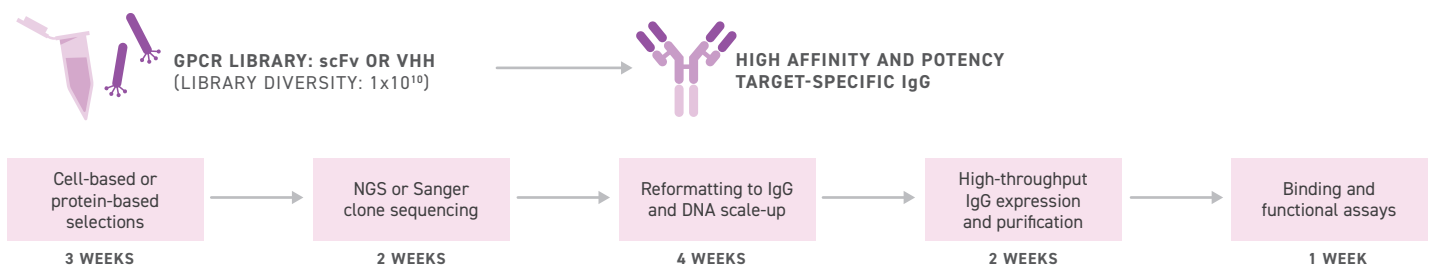 GPCR LIBRARY: scFv OR VHH
(LIBRARY DIVERSITY: 1x10¹⁰)
HIGH AFFINITY AND POTENCY
TARGET-SPECIFIC IgG
Cell-based or
protein-based
selections
3 WEEKS
NGS or Sanger
clone sequencing
2 WEEKS
Reformatting to IgG
and DNA scale-up
4 WEEKS
High-throughput
IgG expression
and purification
2 WEEKS
Binding and
functional assays
1 WEEK